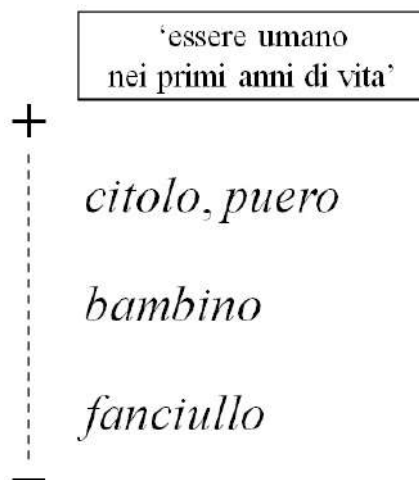 ‘essere umano
nei primi anni di vita’
+
citolo, puero
bambino
fanciullo
–